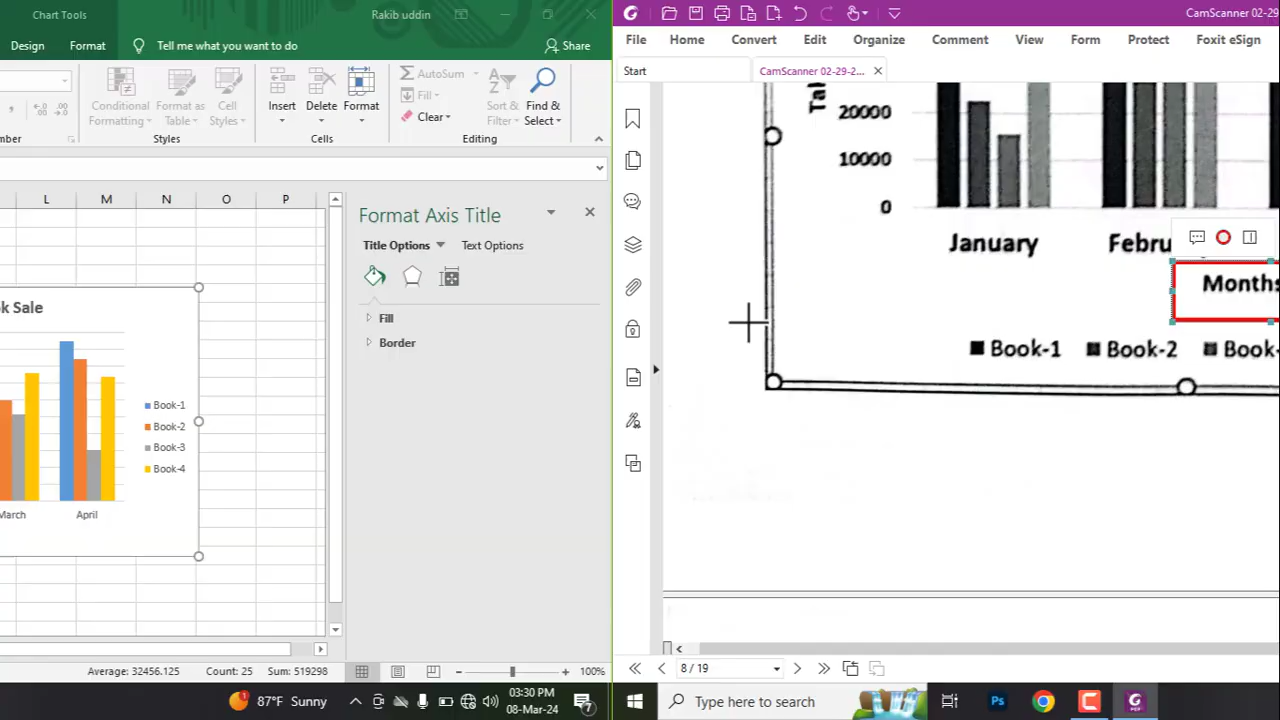 Chart Tools
Rakib uddin
Design
Format
Tell me what you want to do
Share
AutoSum
Fill
Clear
Conditional Formatting
Format as Table
Cell Styles
Insert
Delete
Format
Sort & Filter
Find & Select
Styles
Cells
Editing
L M N O P
Format Axis Title
Title Options
Text Options
Fill
Border
Sale
Book-1
Book-2
Book-3
Book-4
April
Average: 32456.125
Count: 25
Sum: 519298
100%
CamScanner 02-29
File
Home
Convert
Edit
Organize
Comment
View
Form
Protect
Foxit eSign
Start
CamScanner 02-29-2...
20000
10000
0
January
Months
Book-1
Book-2
8 / 19
87°F Sunny
03:30 PM
08-Mar-24
7
Type here to search
Ps